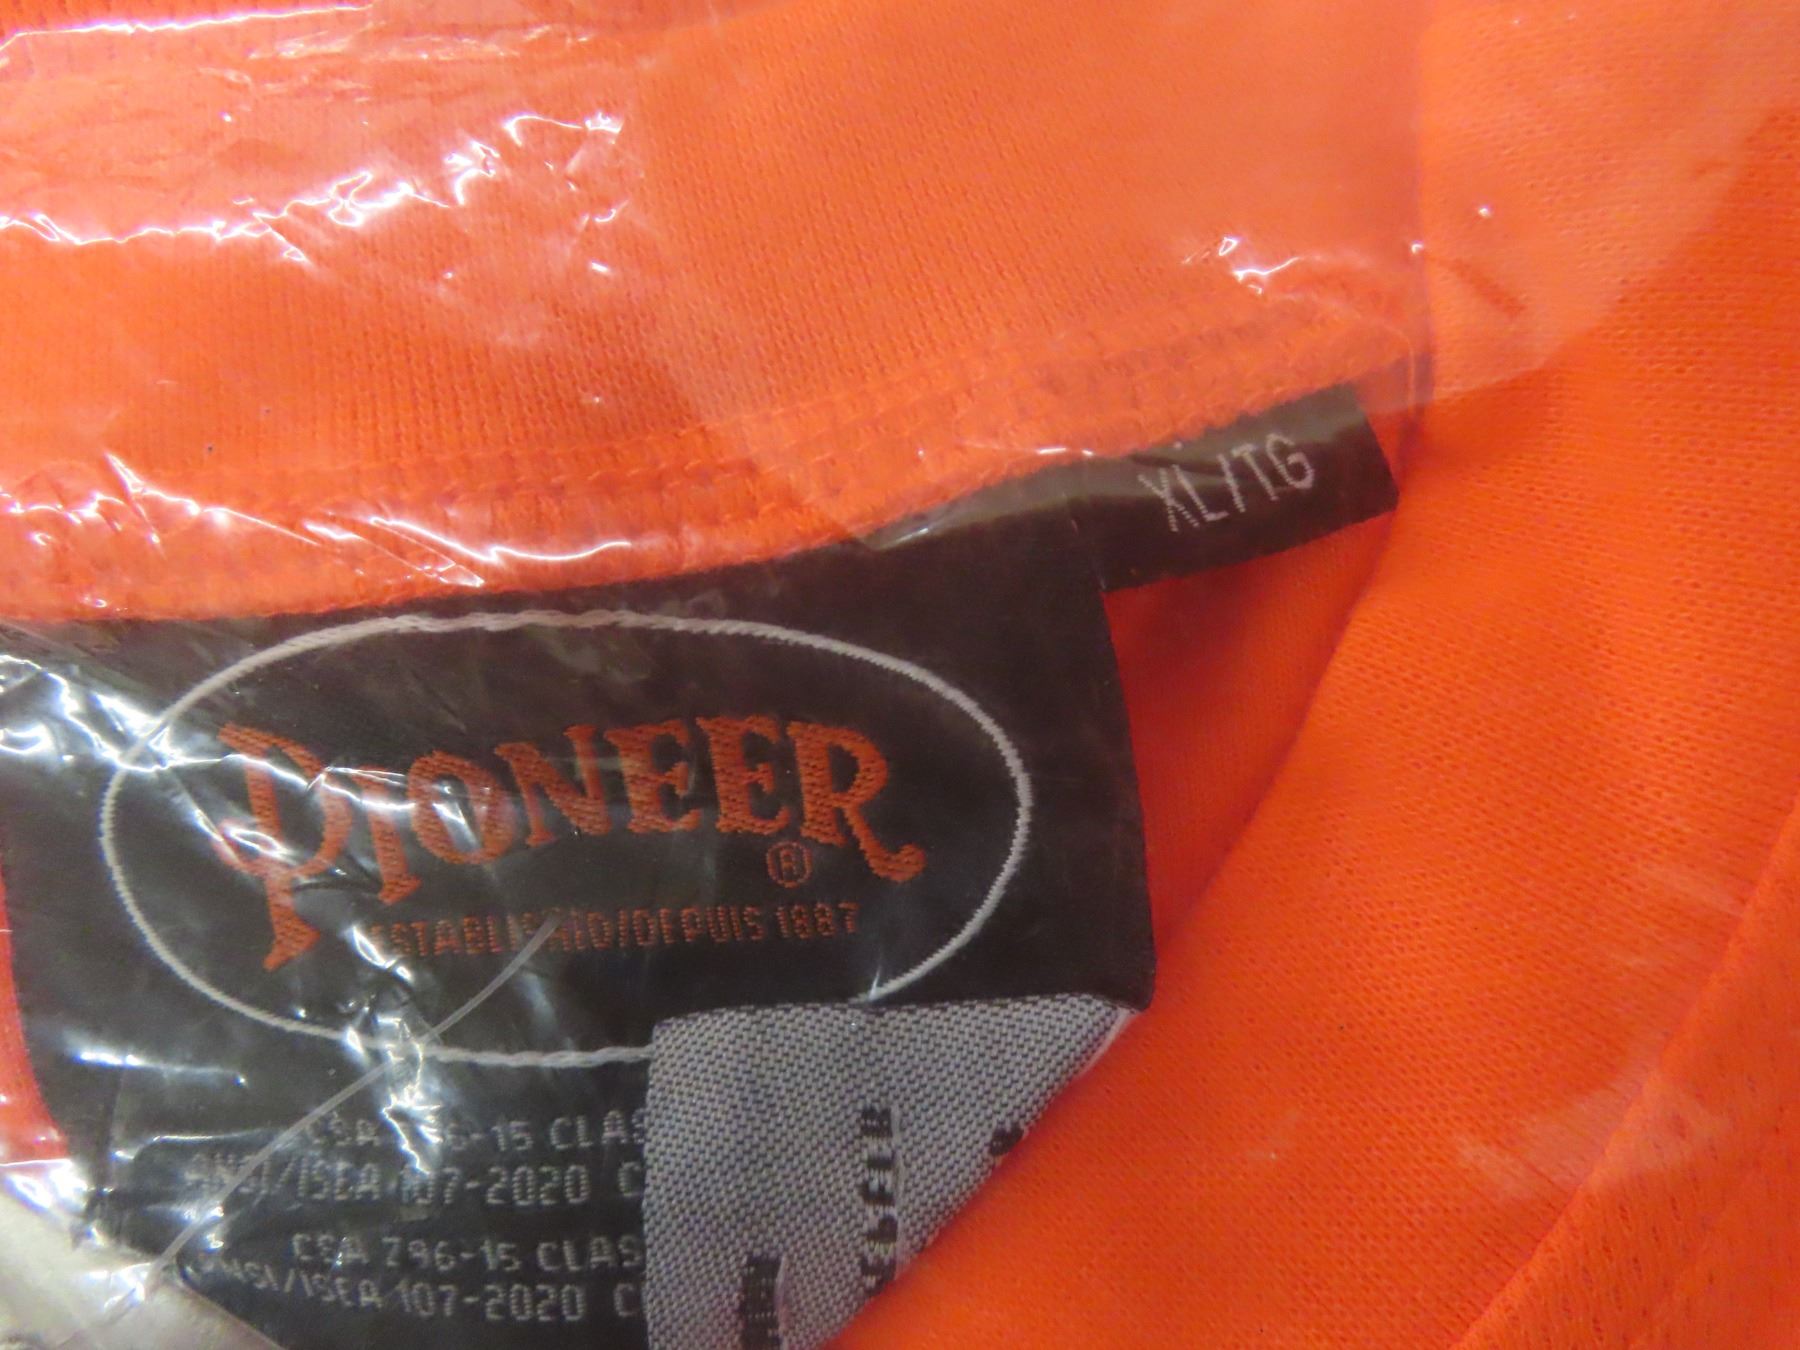 XL/TG
PIONEER®
ESTABLISHED/DEPUIS 1887
CSA Z96-15 CLAS
ANSI/ISEA 107-2020 C
CSA Z96-15 CLAS
ANSI/ISEA 107-2020 C